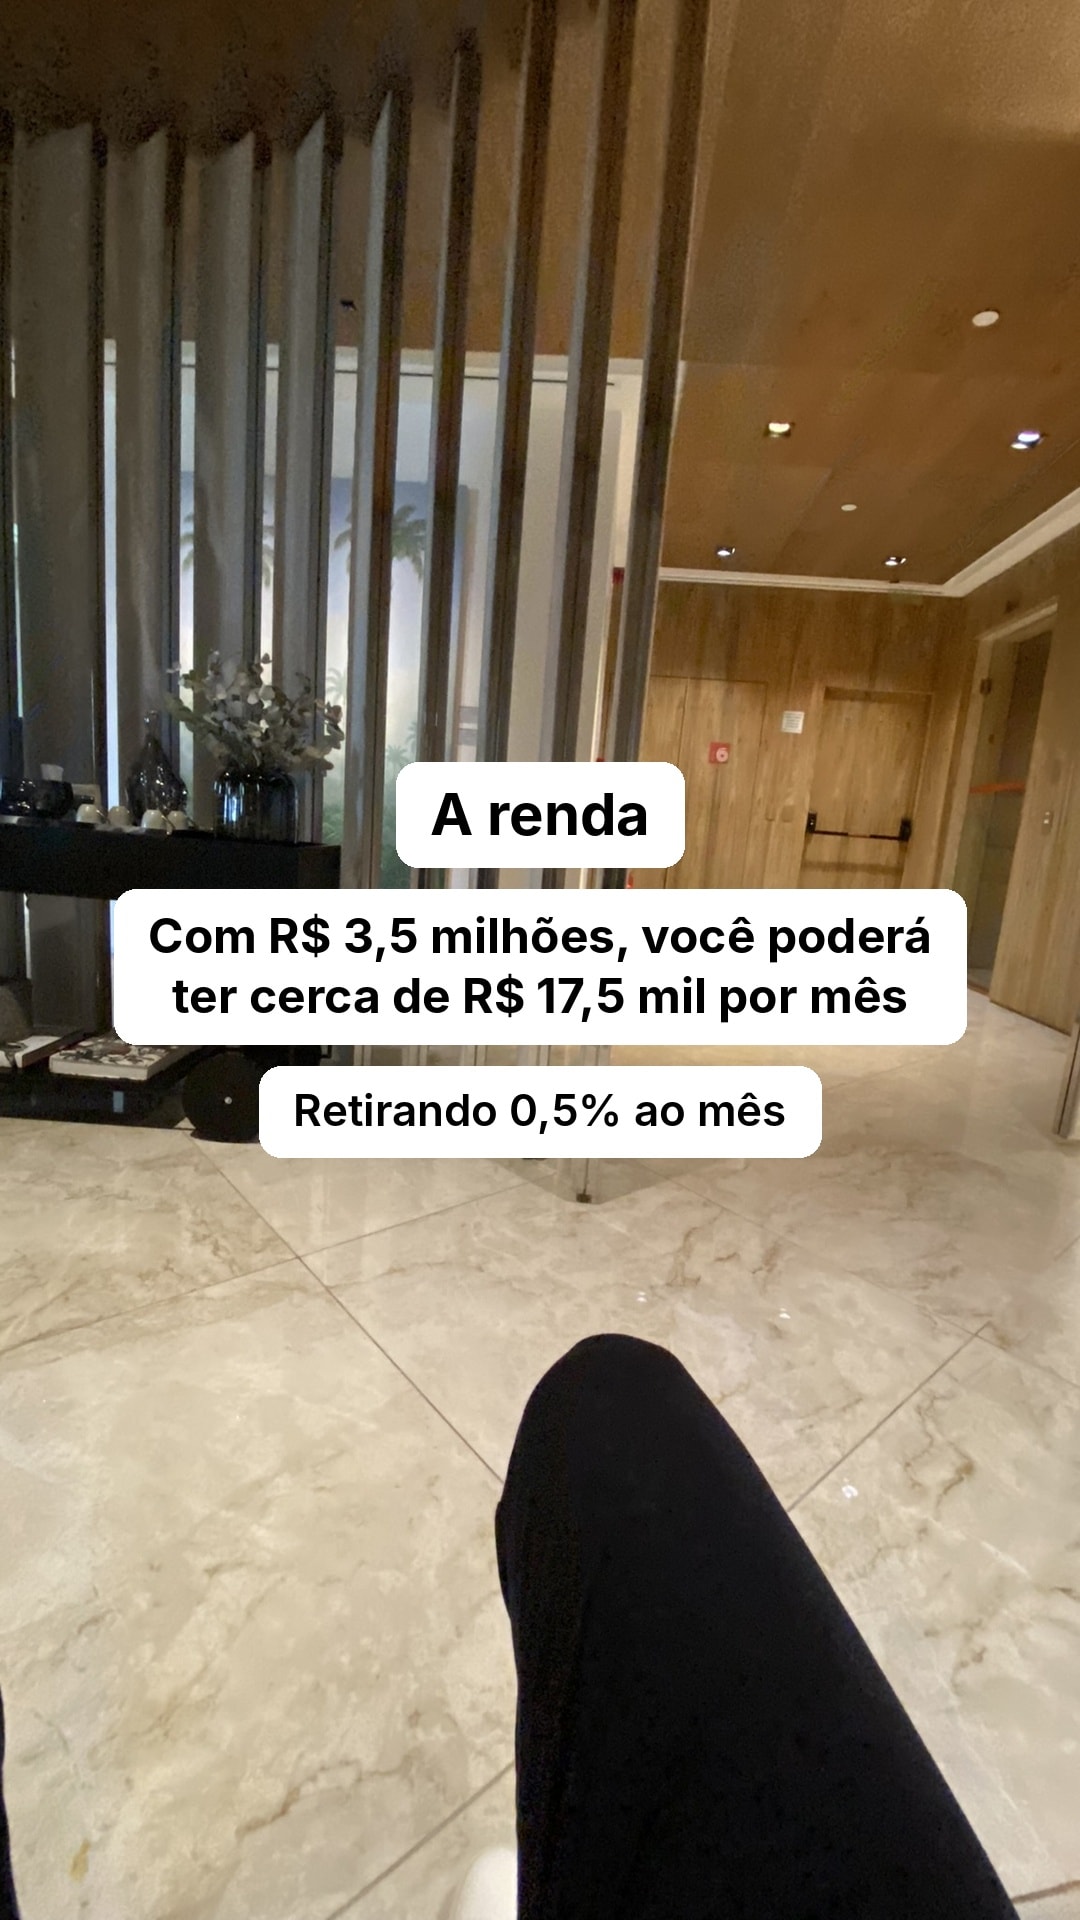 A renda
Com R$ 3,5 milhões, você poderá
ter cerca de R$ 17,5 mil por mês
Retirando 0,5% ao mês
6